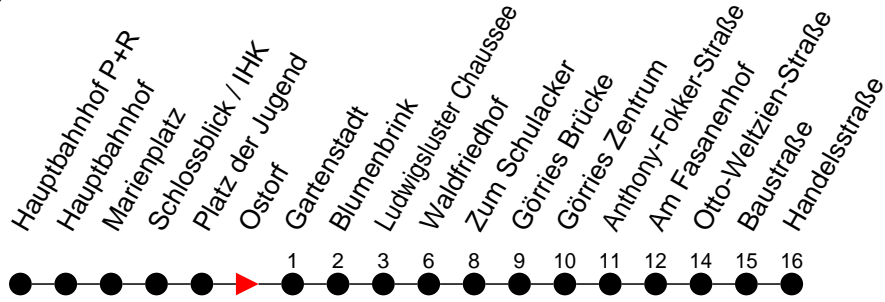 Hauptbahnhof P+R
Hauptbahnhof
Marienplatz
Schlossblick / IHK
Platz der Jugend
Ostorf
Gartenstadt
Blumenbrink
Ludwigsluster Chaussee
Waldfriedhof
Zum Schulacker
Görries Brücke
Görries Zentrum
Anthony-Fokker-Straße
Am Fasanenhof
Otto-Weltzien-Straße
Baustraße
Handelsstraße
1 2 3 6 8 9 10 11 12 14 15 16